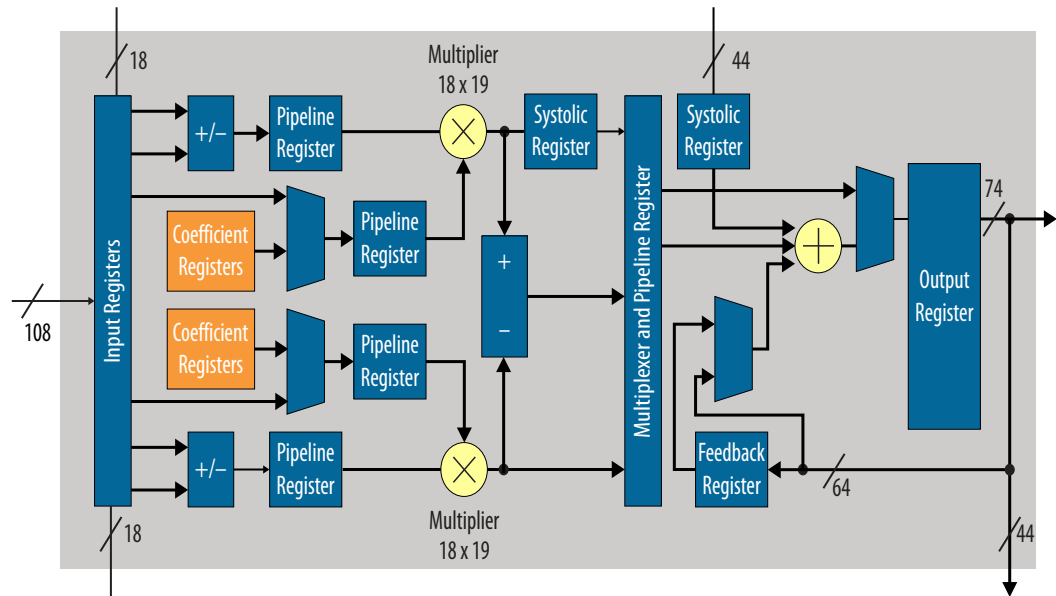 18
44
Multiplier
18 x 19
Pipeline
Register
+/−
Systolic
Register
Systolic
Register
74
Coefficient
Registers
Pipeline
Register
+
−
Output
Register
108
Input Registers
Multiplexer and Pipeline Register
Coefficient
Registers
Pipeline
Register
+/−
Pipeline
Register
Feedback
Register
64
Multiplier
18 x 19
18
44